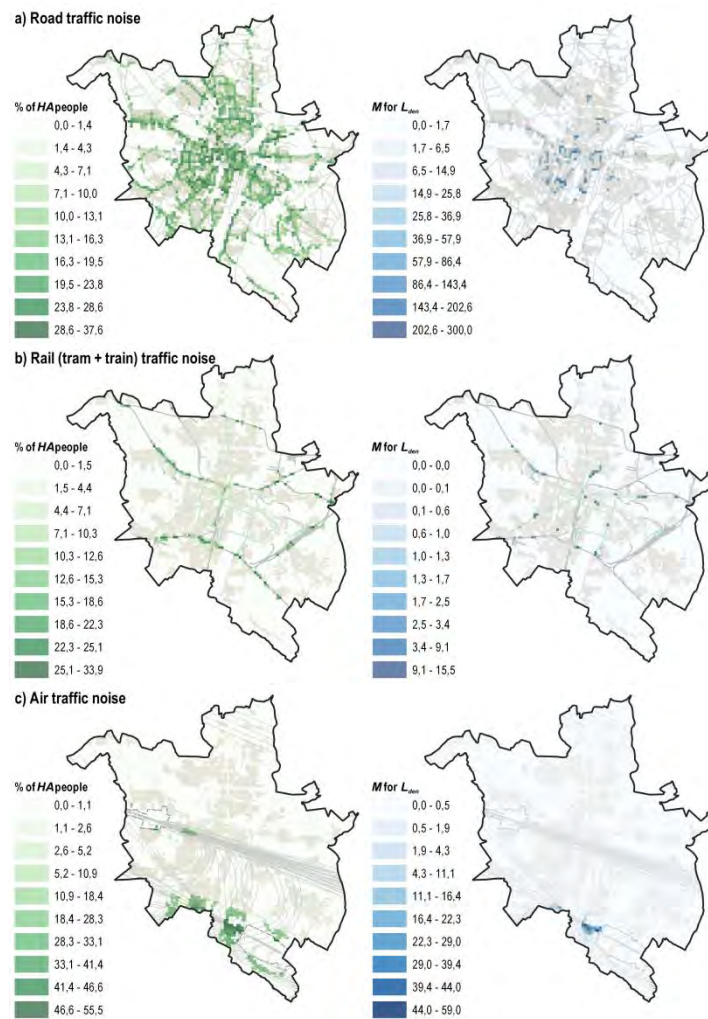 a) Road traffic noise
% of HApeople
0,0 - 1,4
1,4 - 4,3
4,3 - 7,1
7,1 - 10,0
10,0 - 13,1
13,1 - 16,3
16,3 - 19,5
19,5 - 23,8
23,8 - 28,6
28,6 - 37,6
M for Lden
0,0 - 1,7
1,7 - 6,5
6,5 - 14,9
14,9 - 25,8
25,8 - 36,9
36,9 - 57,9
57,9 - 86,4
86,4 - 143,4
143,4 - 202,6
202,6 - 300,0
b) Rail (tram + train) traffic noise
% of HApeople
0,0 - 1,5
1,5 - 4,4
4,4 - 7,1
7,1 - 10,3
10,3 - 12,6
12,6 - 15,3
15,3 - 18,6
18,6 - 22,3
22,3 - 25,1
25,1 - 33,9
M for Lden
0,0 - 0,0
0,0 - 0,1
0,1 - 0,6
0,6 - 1,0
1,0 - 1,3
1,3 - 1,7
1,7 - 2,5
2,5 - 3,4
3,4 - 9,1
9,1 - 15,5
c) Air traffic noise
% of HApeople
0,0 - 1,1
1,1 - 2,6
2,6 - 5,2
5,2 - 10,9
10,9 - 18,4
18,4 - 28,3
28,3 - 33,1
33,1 - 41,4
41,4 - 46,6
46,6 - 55,5
M for Lden
0,0 - 0,5
0,5 - 1,9
1,9 - 4,3
4,3 - 11,1
11,1 - 16,4
16,4 - 22,3
22,3 - 29,0
29,0 - 39,4
39,4 - 44,0
44,0 - 59,0